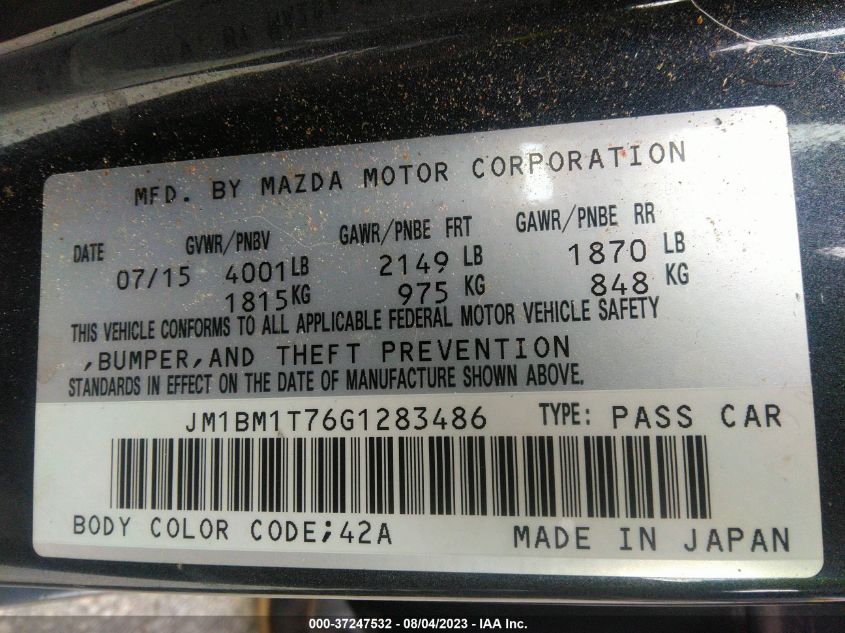 MFD. BY MAZDA MOTOR CORPORATION
DATE GVWR/PNBV GAWR/PNBE FRT GAWR/PNBE RR
07/15 4001LB 2149 LB 1870 LB
1815KG 975 KG 848 KG
THIS VEHICLE CONFORMS TO ALL APPLICABLE FEDERAL MOTOR VEHICLE SAFETY
,BUMPER,AND THEFT PREVENTION
STANDARDS IN EFFECT ON THE DATE OF MANUFACTURE SHOWN ABOVE.
JM1BM1T76G1283486 TYPE: PASS CAR
BODY COLOR CODE;42A MADE IN JAPAN
000-37247532 - 08/04/2023 - IAA Inc.